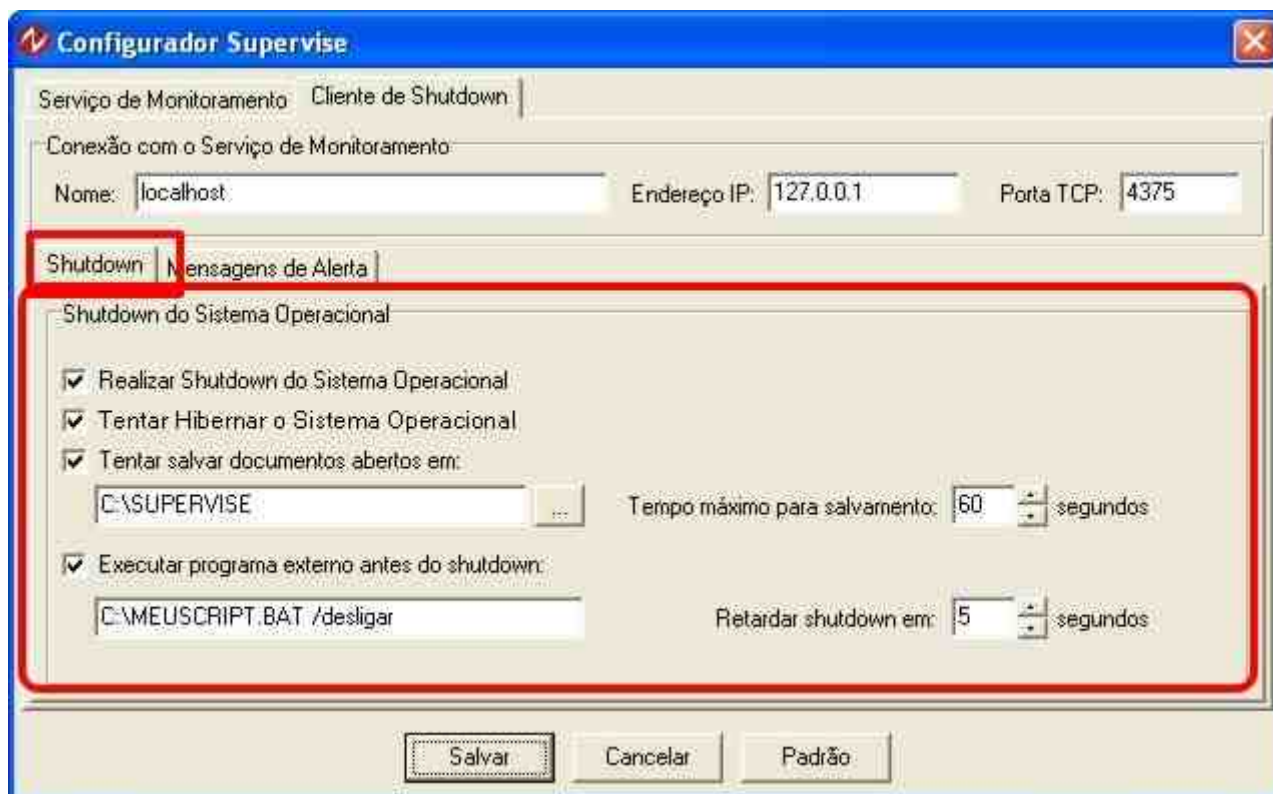 Configurador Supervise
Serviço de Monitoramento Cliente de Shutdown
Conexão com o Serviço de Monitoramento
Nome: localhost Endereço IP: 127.0.0.1 Porta TCP: 4375
Shutdown Mensagens de Alerta
Shutdown do Sistema Operacional
Realizar Shutdown do Sistema Operacional
Tentar Hibernar o Sistema Operacional
Tentar salvar documentos abertos em:
C:\SUPERVISE ... Tempo máximo para salvamento: 60 segundos
Executar programa externo antes do shutdown:
C:\MEUSCRIPT.BAT /desligar Retardar shutdown em: 5 segundos
Salvar Cancelar Padrão